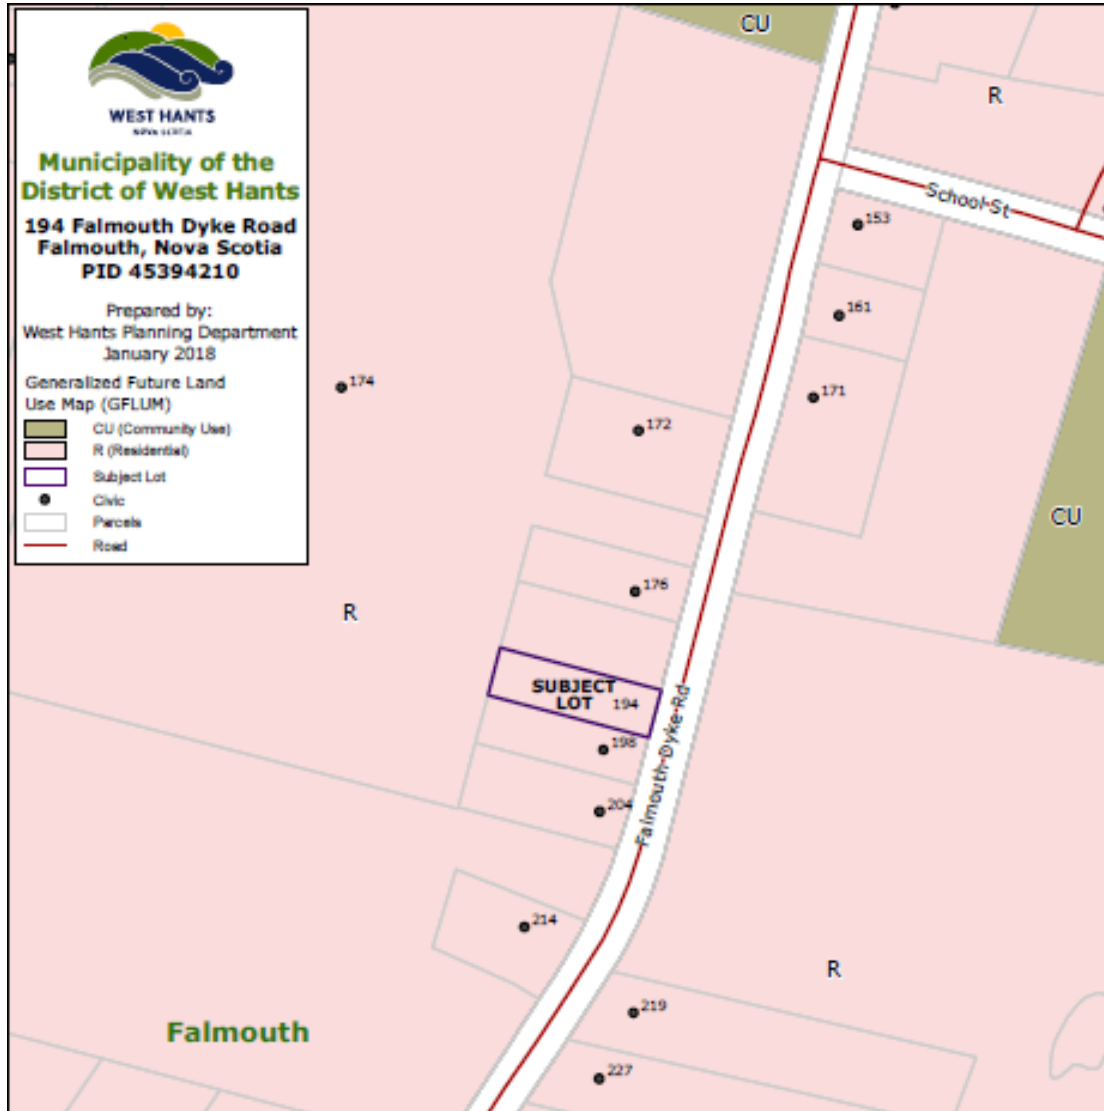 WEST HANTS
NOVA SCOTIA
Municipality of the
District of West Hants
194 Falmouth Dyke Road
Falmouth, Nova Scotia
PID 45394210
Prepared by:
West Hants Planning Department
January 2018
Generalized Future Land
Use Map (GFLUM)
CU (Community Use)
R (Residential)
Subject Lot
Civic
Parcels
Road
CU
R
School St
153
161
174
171
172
CU
176
R
SUBJECT
LOT 194
Falmouth Dyke Rd
198
204
214
R
219
Falmouth
227